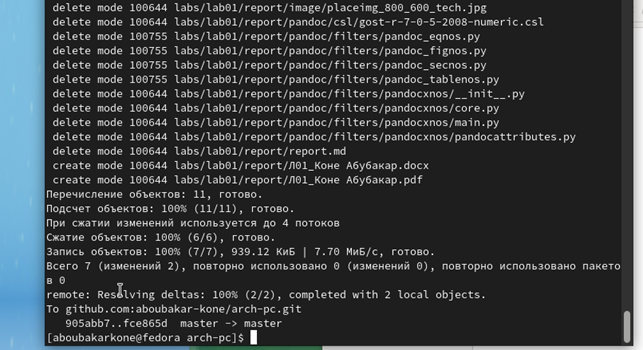 delete mode 100644 labs/lab01/report/image/placeimg_800_600_tech.jpg
delete mode 100644 labs/lab01/report/pandoc/csl/gost-r-7-0-5-2008-numeric.csl
delete mode 100755 labs/lab01/report/pandoc/filters/pandoc_eqnos.py
delete mode 100755 labs/lab01/report/pandoc/filters/pandoc_fignos.py
delete mode 100755 labs/lab01/report/pandoc/filters/pandoc_secnos.py
delete mode 100755 labs/lab01/report/pandoc/filters/pandoc_tablenos.py
delete mode 100644 labs/lab01/report/pandoc/filters/pandocxnos/__init__.py
delete mode 100644 labs/lab01/report/pandoc/filters/pandocxnos/core.py
delete mode 100644 labs/lab01/report/pandoc/filters/pandocxnos/main.py
delete mode 100644 labs/lab01/report/pandoc/filters/pandocxnos/pandocattributes.py
delete mode 100644 labs/lab01/report/report.md
create mode 100644 labs/lab01/report/Л01_Коне Абубакар.docx
create mode 100644 labs/lab01/report/Л01_Коне Абубакар.pdf
Перечисление объектов: 11, готово.
Подсчет объектов: 100% (11/11), готово.
При сжатии изменений используется до 4 потоков
Сжатие объектов: 100% (6/6), готово.
Запись объектов: 100% (7/7), 939.12 КиБ | 7.70 МиБ/с, готово.
Всего 7 (изменений 2), повторно использовано 0 (изменений 0), повторно использовано пакето
в 0
remote: Resolving deltas: 100% (2/2), completed with 2 local objects.
To github.com:aboubakar-kone/arch-pc.git
905abb7..fce865d master -> master
[aboubakarkone@fedora arch-pc]$